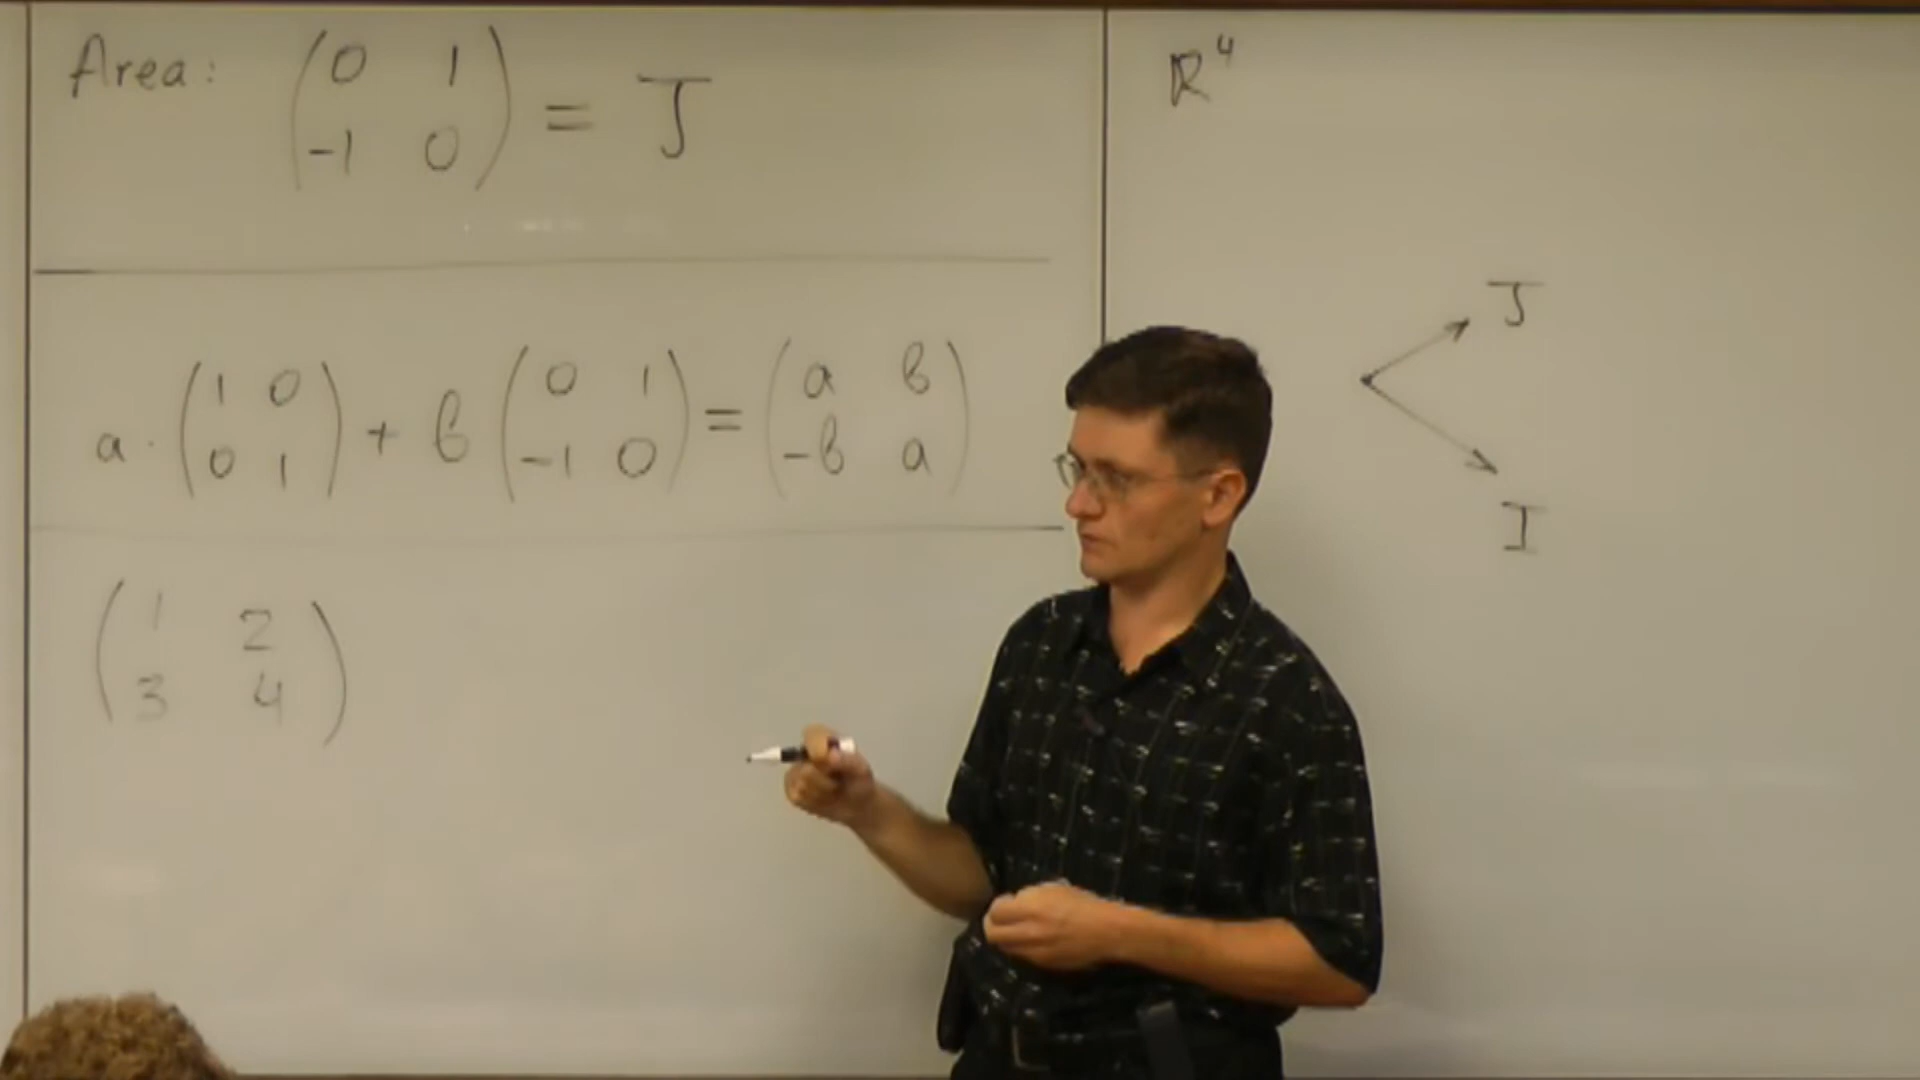 Area: ( 0 1 ; -1 0 ) = J
a · ( 1 0 ; 0 1 ) + b ( 0 1 ; -1 0 ) = ( a b ; -b a )
( 1 2 ; 3 4 )
ℝ⁴
J
I